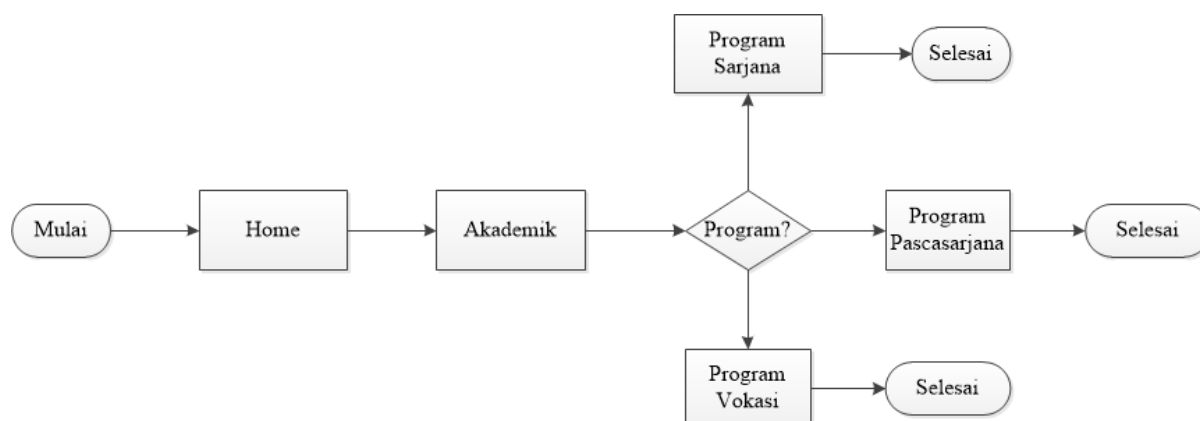 Program
Sarjana
Selesai
Mulai
Home
Akademik
Program?
Program
Pascasarjana
Selesai
Program
Vokasi
Selesai